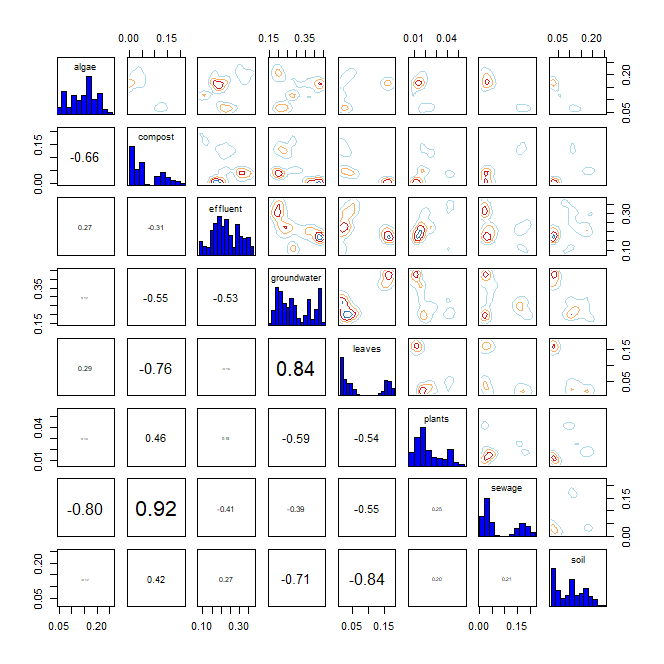 0.00 0.15 0.15 0.35 0.01 0.04 0.05 0.20
algae
0.05 0.20
-0.66
compost
0.00 0.15
0.27 -0.31
effluent
0.10 0.30
-0.55 -0.53
groundwater
0.15 0.35
0.29 -0.76 0.84
leaves
0.05 0.15
0.46 -0.59 -0.54
plants
0.01 0.04
-0.80 0.92 -0.41 -0.39 -0.55 0.25
sewage
0.00 0.15
0.42 0.27 -0.71 -0.84 0.20 0.21
soil
0.05 0.20
0.05 0.20 0.10 0.30 0.05 0.15 0.00 0.15